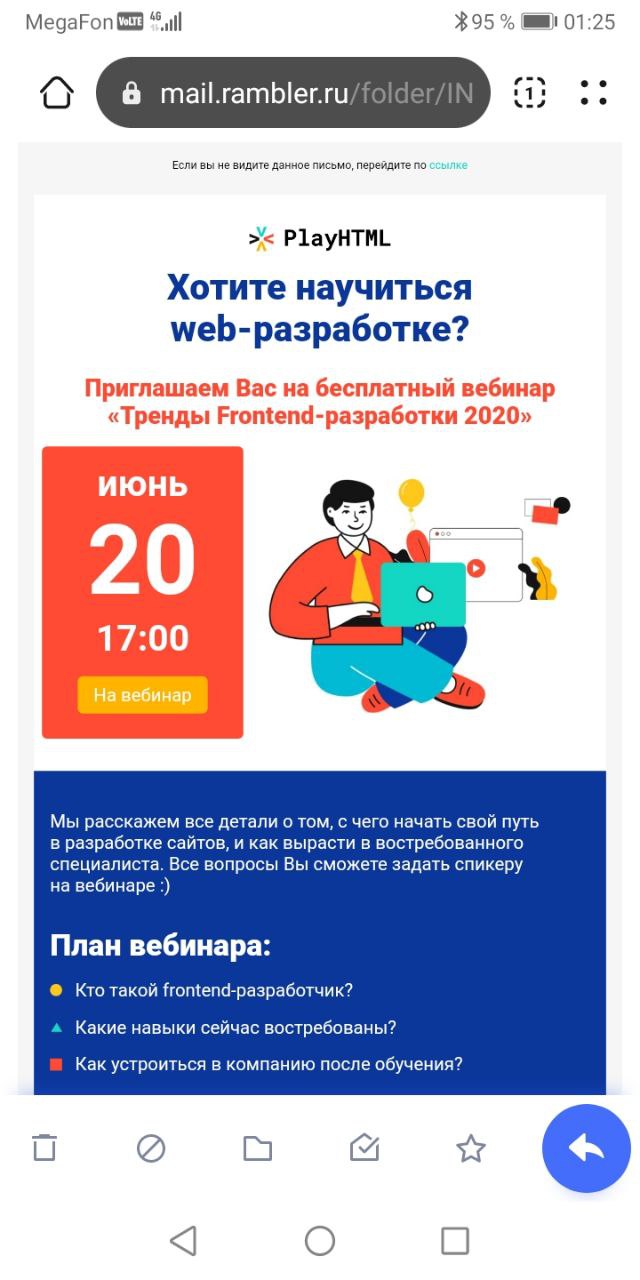 MegaFon VoLTE 4G 95 % 01:25
1
mail.rambler.ru/folder/IN
Если вы не видите данное письмо, перейдите по ссылке
PlayHTML
Хотите научиться
web-разработке?
Приглашаем Вас на бесплатный вебинар
«Тренды Frontend-разработки 2020»
июнь
20
17:00
На вебинар
Мы расскажем все детали о том, с чего начать свой путь
в разработке сайтов, и как вырасти в востребованного
специалиста. Все вопросы Вы сможете задать спикеру
на вебинаре :)
План вебинара:
Кто такой frontend-разработчик?
Какие навыки сейчас востребованы?
Как устроиться в компанию после обучения?